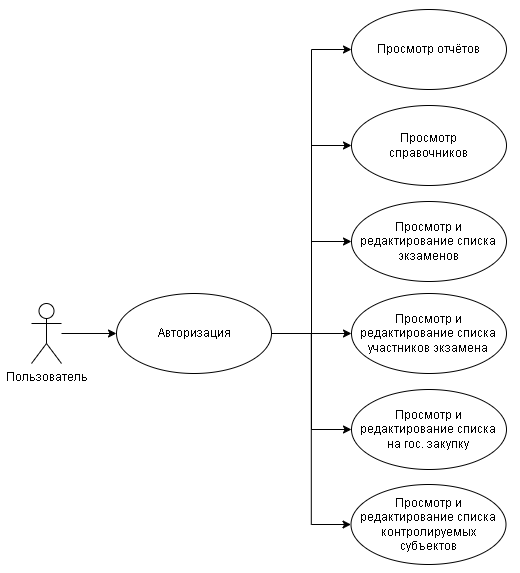 Просмотр отчётов
Просмотр
справочников
Просмотр и
редактирование списка
экзаменов
Авторизация
Просмотр и
редактирование списка
участников экзамена
Пользователь
Просмотр и
редактирование списка
на гос. закупку
Просмотр и
редактирование списка
контролируемых
субъектов